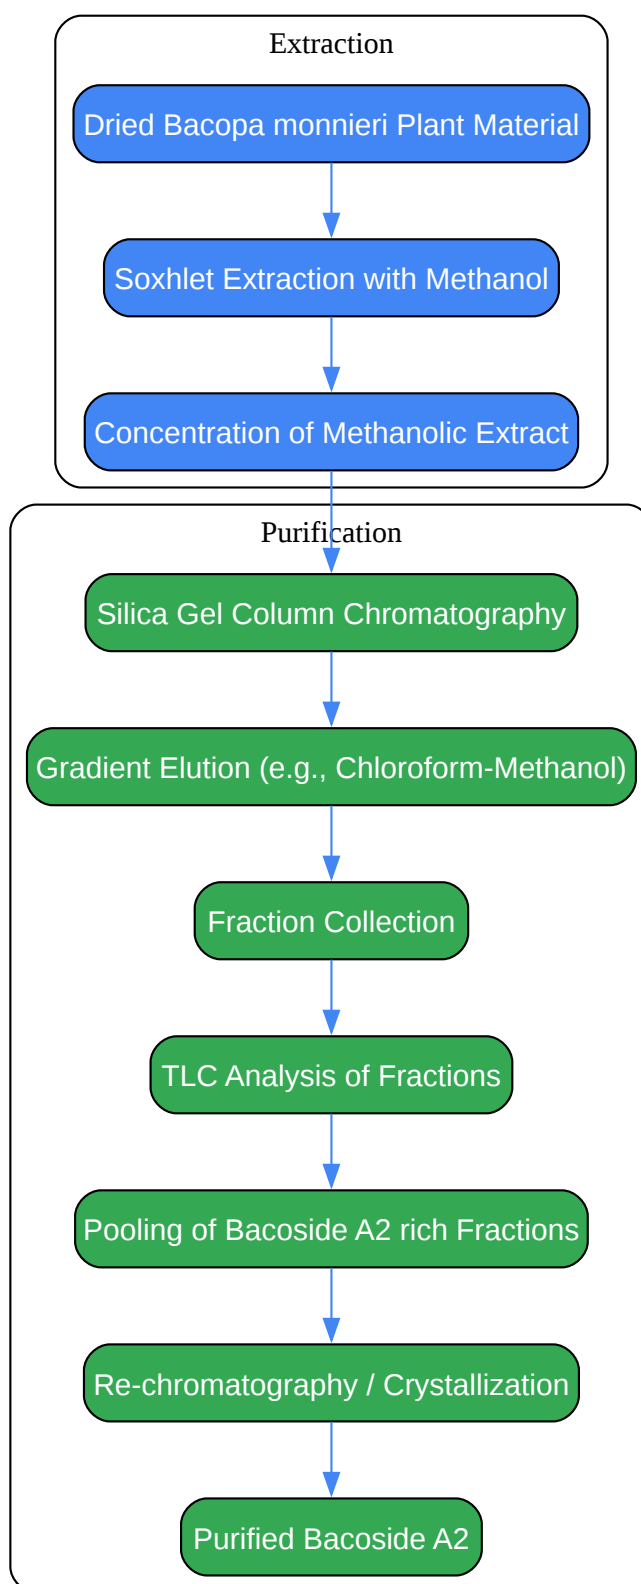 Extraction
Dried Bacopa monnieri Plant Material
Soxhlet Extraction with Methanol
Concentration of Methanolic Extract
Purification
Silica Gel Column Chromatography
Gradient Elution (e.g., Chloroform-Methanol)
Fraction Collection
TLC Analysis of Fractions
Pooling of Bacoside A2 rich Fractions
Re-chromatography / Crystallization
Purified Bacoside A2